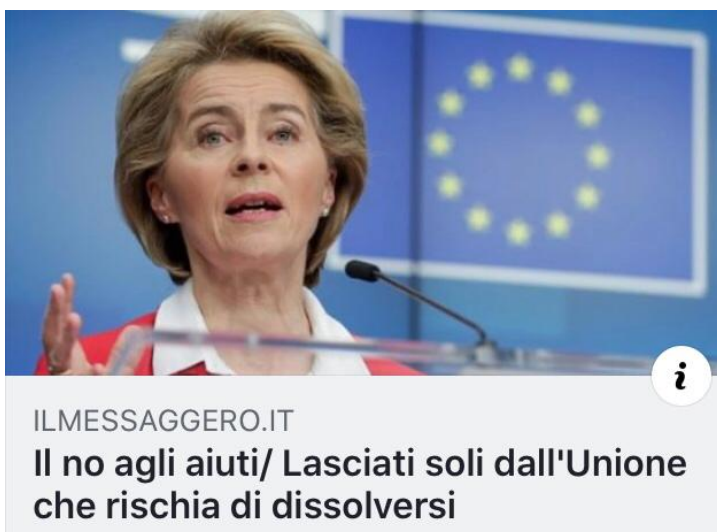 i
ILMESSAGGERO.IT
Il no agli aiuti/ Lasciati soli dall'Unione
che rischia di dissolversi